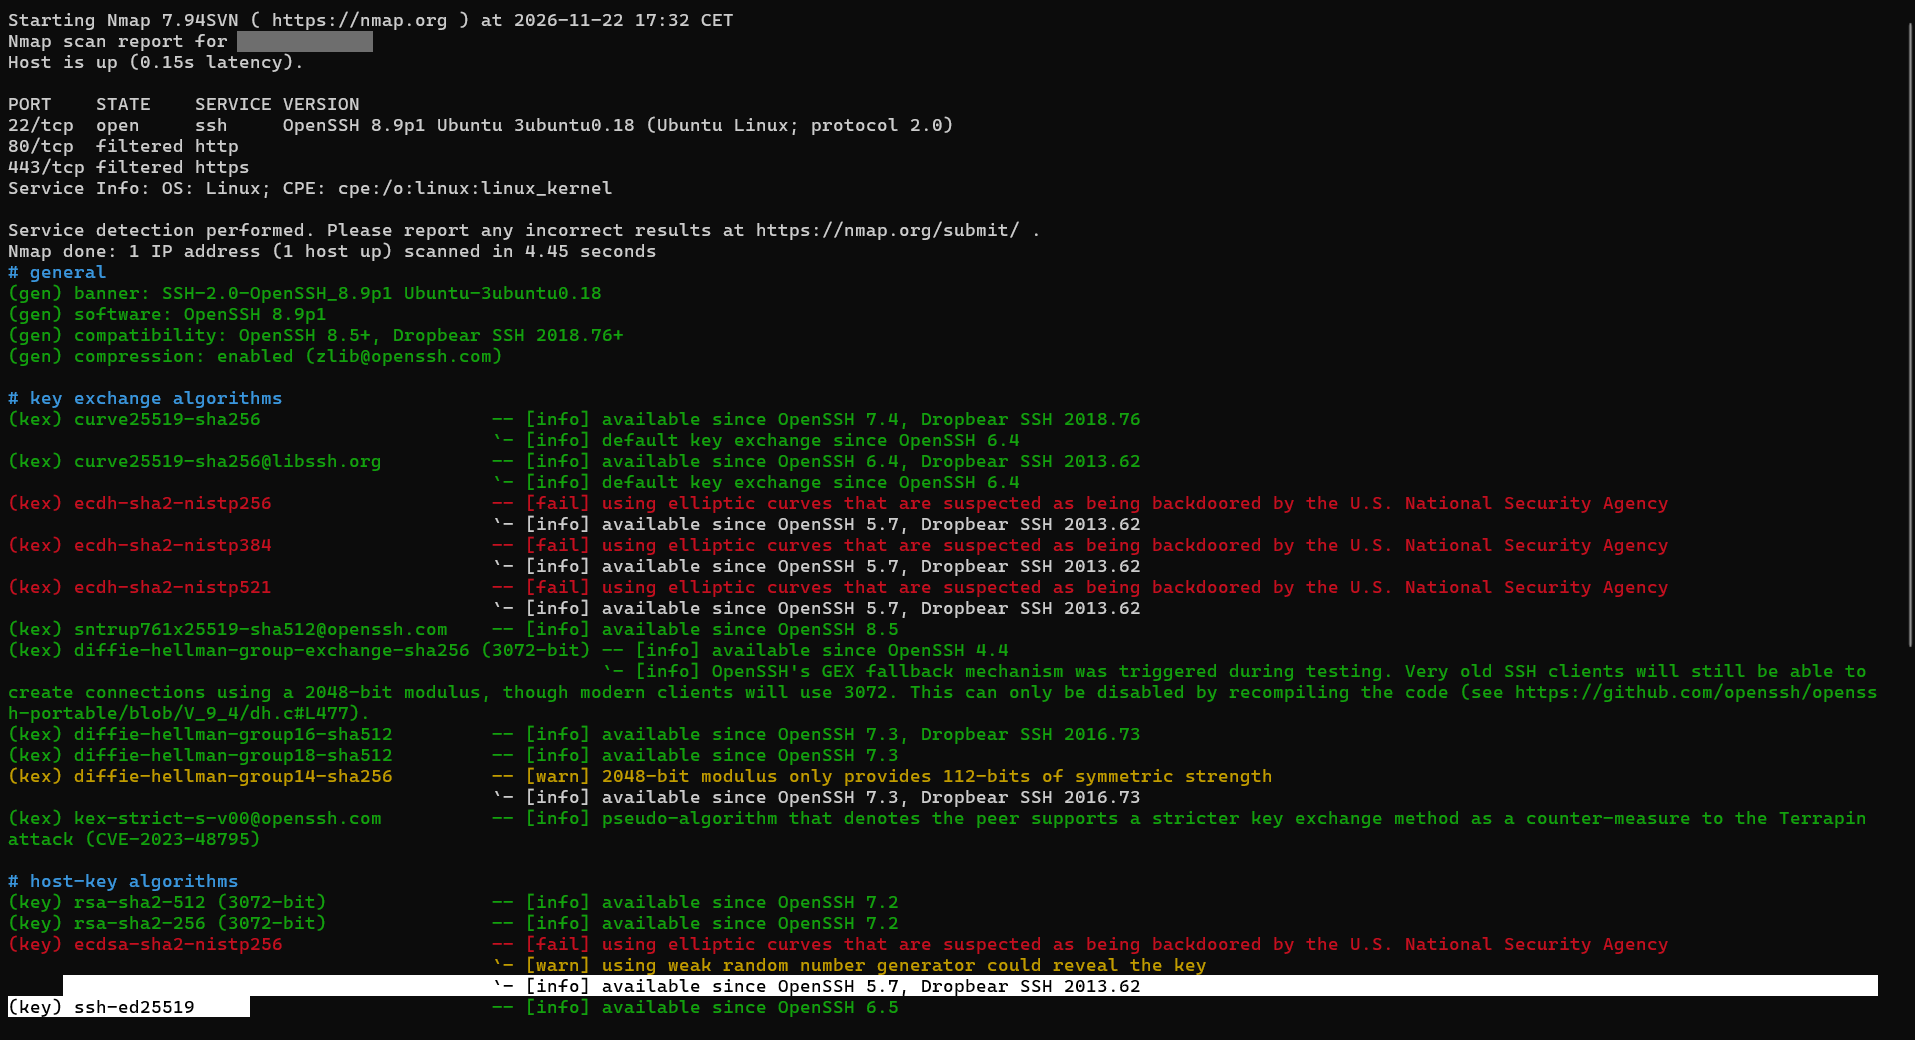 Starting Nmap 7.94SVN ( https://nmap.org ) at 2026-11-22 17:32 CET
Nmap scan report for
Host is up (0.15s latency).
PORT    STATE    SERVICE VERSION
22/tcp  open     ssh     OpenSSH 8.9p1 Ubuntu 3ubuntu0.18 (Ubuntu Linux; protocol 2.0)
80/tcp  filtered http
443/tcp filtered https
Service Info: OS: Linux; CPE: cpe:/o:linux:linux_kernel
Service detection performed. Please report any incorrect results at https://nmap.org/submit/ .
Nmap done: 1 IP address (1 host up) scanned in 4.45 seconds
# general
(gen) banner: SSH-2.0-OpenSSH_8.9p1 Ubuntu-3ubuntu0.18
(gen) software: OpenSSH 8.9p1
(gen) compatibility: OpenSSH 8.5+, Dropbear SSH 2018.76+
(gen) compression: enabled (zlib@openssh.com)
# key exchange algorithms
(kex) curve25519-sha256                     -- [info] available since OpenSSH 7.4, Dropbear SSH 2018.76
`- [info] default key exchange since OpenSSH 6.4
(kex) curve25519-sha256@libssh.org          -- [info] available since OpenSSH 6.4, Dropbear SSH 2013.62
`- [info] default key exchange since OpenSSH 6.4
(kex) ecdh-sha2-nistp256                    -- [fail] using elliptic curves that are suspected as being backdoored by the U.S. National Security Agency
`- [info] available since OpenSSH 5.7, Dropbear SSH 2013.62
(kex) ecdh-sha2-nistp384                    -- [fail] using elliptic curves that are suspected as being backdoored by the U.S. National Security Agency
`- [info] available since OpenSSH 5.7, Dropbear SSH 2013.62
(kex) ecdh-sha2-nistp521                    -- [fail] using elliptic curves that are suspected as being backdoored by the U.S. National Security Agency
`- [info] available since OpenSSH 5.7, Dropbear SSH 2013.62
(kex) sntrup761x25519-sha512@openssh.com    -- [info] available since OpenSSH 8.5
(kex) diffie-hellman-group-exchange-sha256 (3072-bit) -- [info] available since OpenSSH 4.4
`- [info] OpenSSH's GEX fallback mechanism was triggered during testing. Very old SSH clients will still be able to
create connections using a 2048-bit modulus, though modern clients will use 3072. This can only be disabled by recompiling the code (see https://github.com/openssh/openss
h-portable/blob/V_9_4/dh.c#L477).
(kex) diffie-hellman-group16-sha512         -- [info] available since OpenSSH 7.3, Dropbear SSH 2016.73
(kex) diffie-hellman-group18-sha512         -- [info] available since OpenSSH 7.3
(kex) diffie-hellman-group14-sha256         -- [warn] 2048-bit modulus only provides 112-bits of symmetric strength
`- [info] available since OpenSSH 7.3, Dropbear SSH 2016.73
(kex) kex-strict-s-v00@openssh.com          -- [info] pseudo-algorithm that denotes the peer supports a stricter key exchange method as a counter-measure to the Terrapin
attack (CVE-2023-48795)
# host-key algorithms
(key) rsa-sha2-512 (3072-bit)               -- [info] available since OpenSSH 7.2
(key) rsa-sha2-256 (3072-bit)               -- [info] available since OpenSSH 7.2
(key) ecdsa-sha2-nistp256                   -- [fail] using elliptic curves that are suspected as being backdoored by the U.S. National Security Agency
`- [warn] using weak random number generator could reveal the key
`- [info] available since OpenSSH 5.7, Dropbear SSH 2013.62
(key) ssh-ed25519                           -- [info] available since OpenSSH 6.5